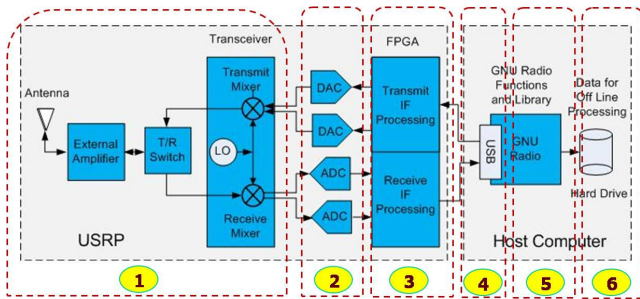 Transceiver
FPGA
Antenna
External
Amplifier
T/R
Switch
Transmit
Mixer
LO
Receive
Mixer
DAC
DAC
ADC
ADC
Transmit
IF
Processing
Receive
IF
Processing
GNU Radio
Functions
and Library
USB
GNU
Radio
Data for
Off Line
Processing
Hard Drive
USRP
Host Computer
1
2
3
4
5
6